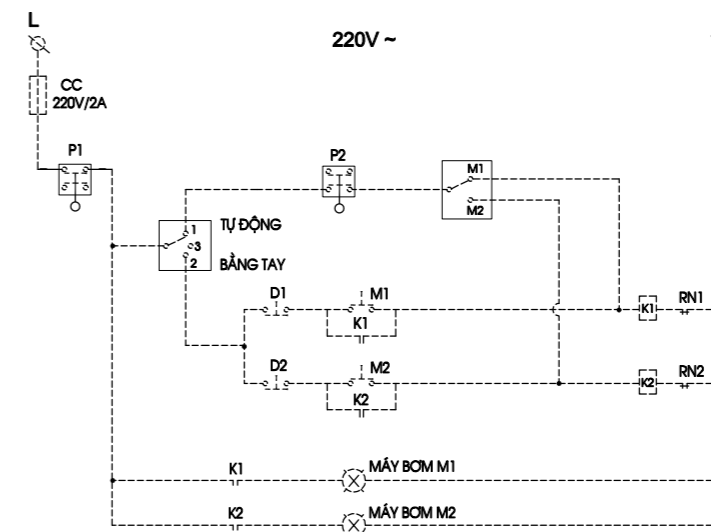 L
220V ~
CC
220V/2A
P1
P2
M1
M2
1
TỰ ĐỘNG
3
2
BẰNG TAY
D1
M1
K1
K1
RN1
D2
M2
K2
K2
RN2
K1
MÁY BƠM M1
K2
MÁY BƠM M2